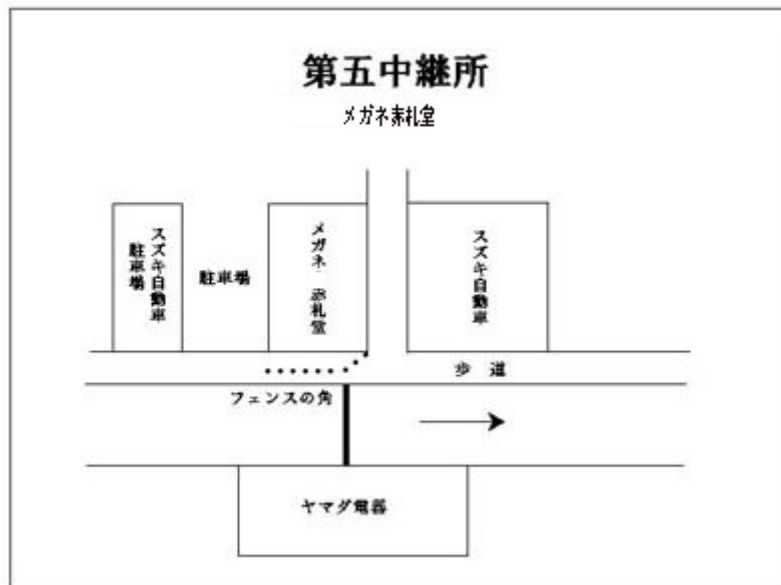 第五中継所
メガネ赤札堂
スズキ自動車
駐車場
駐車場
メガネ 赤札堂
スズキ自動車
歩 道
フェンスの角
ヤマダ電器